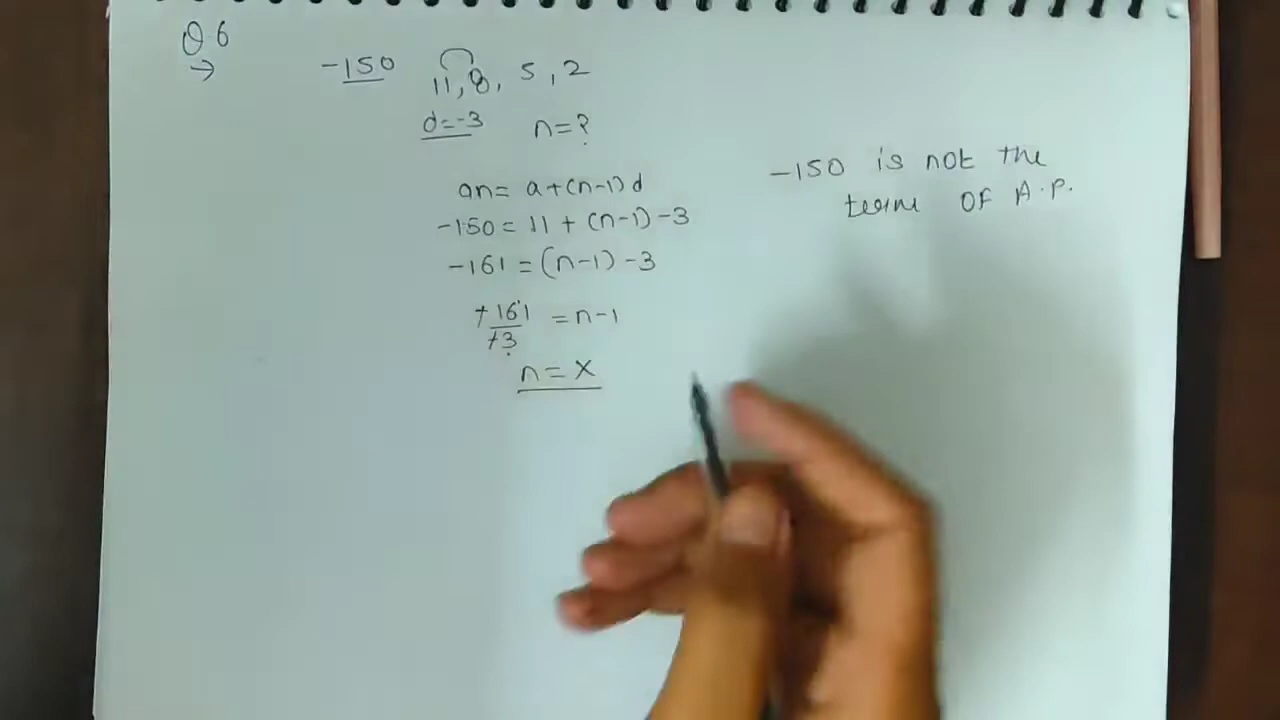 Q6
→ -150 11, 8, 5, 2
d=-3 n=?
an= a+(n-1)d
-150 = 11 + (n-1) -3
-161 = (n-1) -3
+161/+3 = n-1
n= x
-150 is not the
term OF A.P.